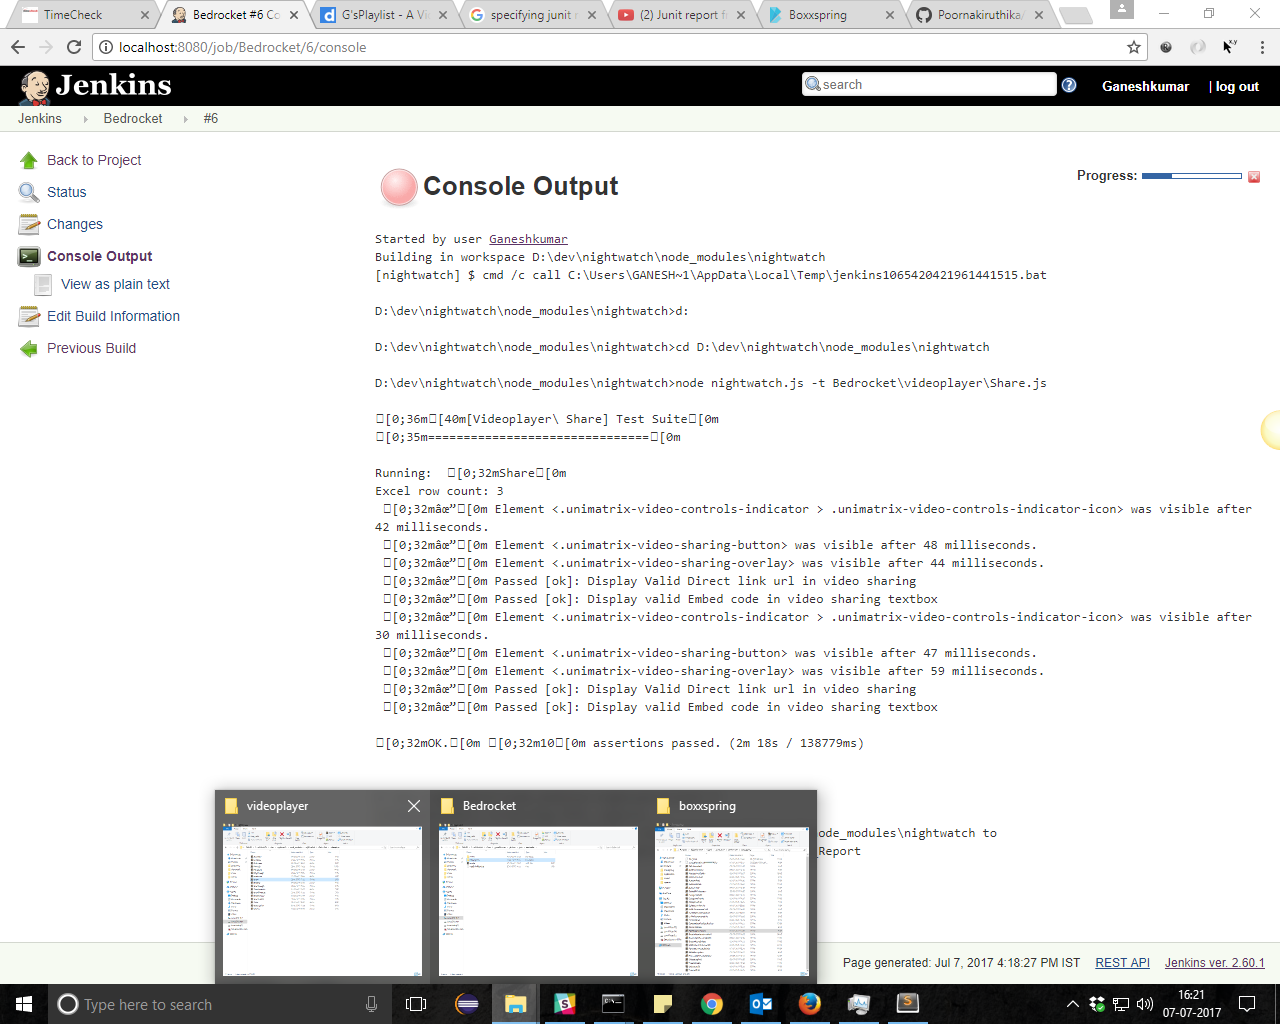 TimeCheck
Bedrocket #6 Co
G'sPlaylist - A Vi
specifying junit r
(2) Junit report f
Boxxspring
Poornakiruthika/
localhost:8080/job/Bedrocket/6/console
Jenkins
search
Ganeshkumar
| log out
Jenkins
Bedrocket
#6
Back to Project
Status
Changes
Console Output
View as plain text
Edit Build Information
Previous Build
Console Output
Progress:
Started by user Ganeshkumar
Building in workspace D:\dev\nightwatch\node_modules\nightwatch
[nightwatch] $ cmd /c call C:\Users\GANESH~1\AppData\Local\Temp\jenkins1065420421961441515.bat
D:\dev\nightwatch\node_modules\nightwatch>d:
D:\dev\nightwatch\node_modules\nightwatch>cd D:\dev\nightwatch\node_modules\nightwatch
D:\dev\nightwatch\node_modules\nightwatch>node nightwatch.js -t Bedrocket\videoplayer\Share.js
[0;36m[40m[Videoplayer\ Share] Test Suite[0m
[0;35m===============================[0m
Running: [0;32mShare[0m
Excel row count: 3
[0;32mâœ”[0m Element <.unimatrix-video-controls-indicator > .unimatrix-video-controls-indicator-icon> was visible after
42 milliseconds.
[0;32mâœ”[0m Element <.unimatrix-video-sharing-button> was visible after 48 milliseconds.
[0;32mâœ”[0m Element <.unimatrix-video-sharing-overlay> was visible after 44 milliseconds.
[0;32mâœ”[0m Passed [ok]: Display Valid Direct link url in video sharing
[0;32mâœ”[0m Passed [ok]: Display valid Embed code in video sharing textbox
[0;32mâœ”[0m Element <.unimatrix-video-controls-indicator > .unimatrix-video-controls-indicator-icon> was visible after
30 milliseconds.
[0;32mâœ”[0m Element <.unimatrix-video-sharing-button> was visible after 47 milliseconds.
[0;32mâœ”[0m Element <.unimatrix-video-sharing-overlay> was visible after 59 milliseconds.
[0;32mâœ”[0m Passed [ok]: Display Valid Direct link url in video sharing
[0;32mâœ”[0m Passed [ok]: Display valid Embed code in video sharing textbox
[0;32mOK.[0m [0;32m10[0m assertions passed. (2m 18s / 138779ms)
videoplayer
Bedrocket
boxxspring
ode_modules\nightwatch to
_Report
Page generated: Jul 7, 2017 4:18:27 PM IST
REST API
Jenkins ver. 2.60.1
Type here to search
16:21
07-07-2017